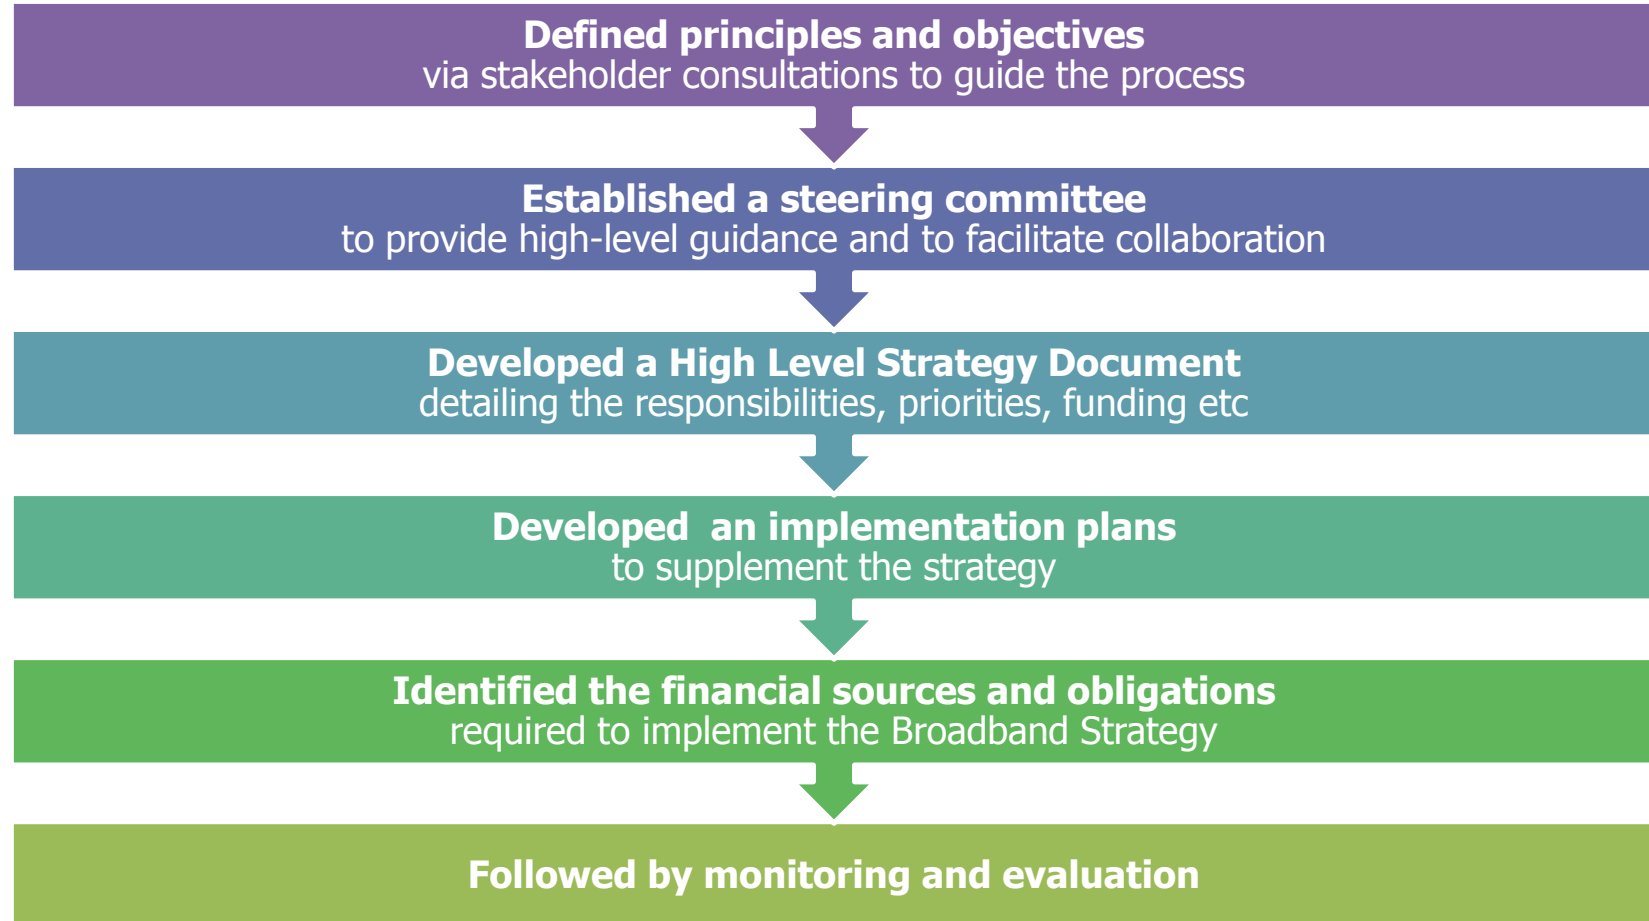 Defined principles and objectives
via stakeholder consultations to guide the process
Established a steering committee
to provide high-level guidance and to facilitate collaboration
Developed a High Level Strategy Document
detailing the responsibilities, priorities, funding etc
Developed  an implementation plans
to supplement the strategy
Identified the financial sources and obligations
required to implement the Broadband Strategy
Followed by monitoring and evaluation